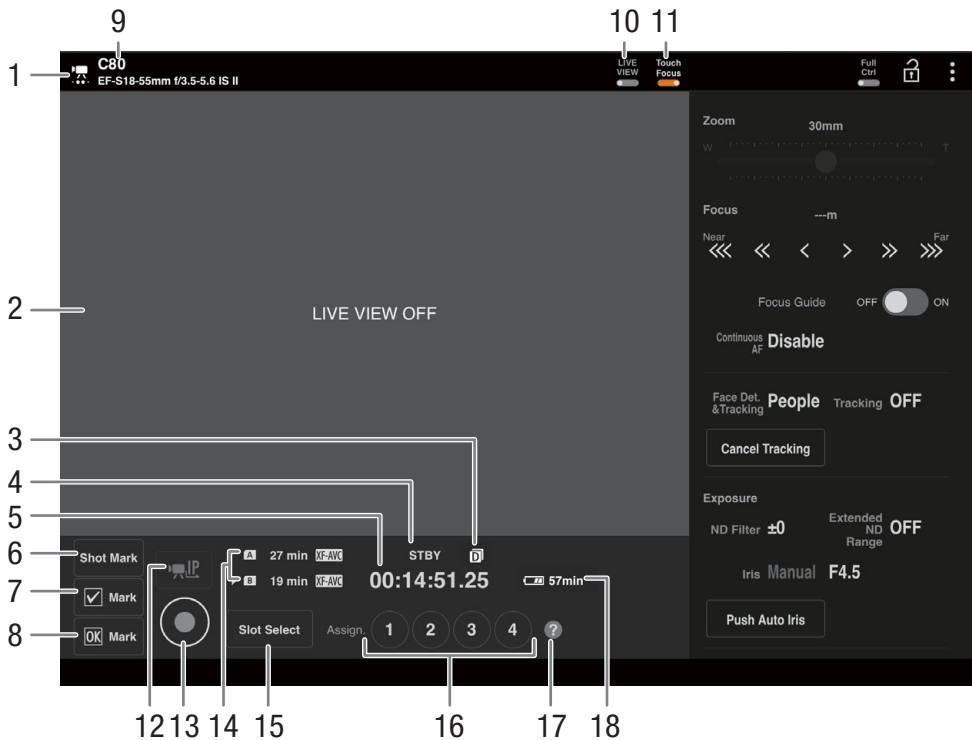 9
10
11
1
C80
EF-S18-55mm f/3.5-5.6 IS II
LIVE VIEW
Touch Focus
Full Ctrl
Zoom
30mm
W
T
Focus
---m
Near
Far
2
LIVE VIEW OFF
Focus Guide OFF ON
Continuous AF Disable
Face Det. &Tracking People Tracking OFF
Cancel Tracking
Exposure
ND Filter ±0 Extended ND Range OFF
Iris Manual F4.5
Push Auto Iris
3
4
5
6
7
8
Shot Mark
Mark
OK Mark
IP
A 27 min XF-AVC
B 19 min XF-AVC
STBY
D
00:14:51.25
57min
Slot Select
Assign. 1 2 3 4 ?
12 13 14 15 16 17 18